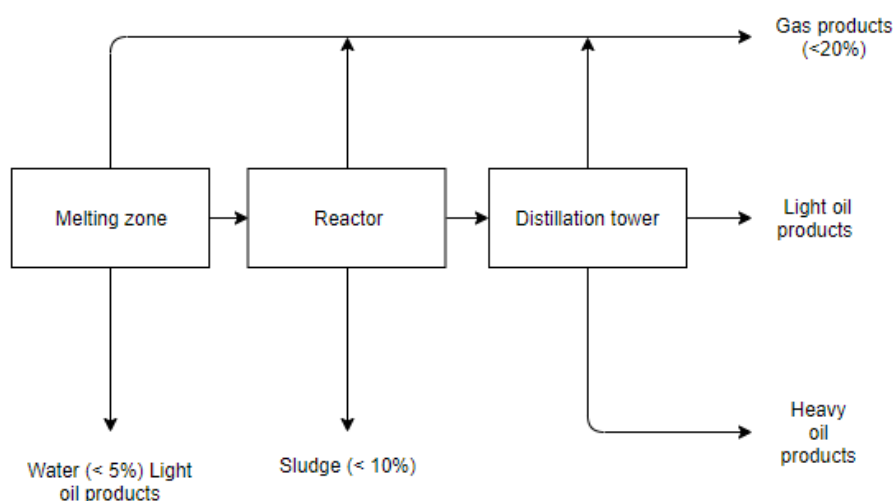 Gas products
(<20%)
Melting zone
Reactor
Distillation tower
Light oil
products
Heavy
oil
products
Water (< 5%) Light
oil products
Sludge (< 10%)